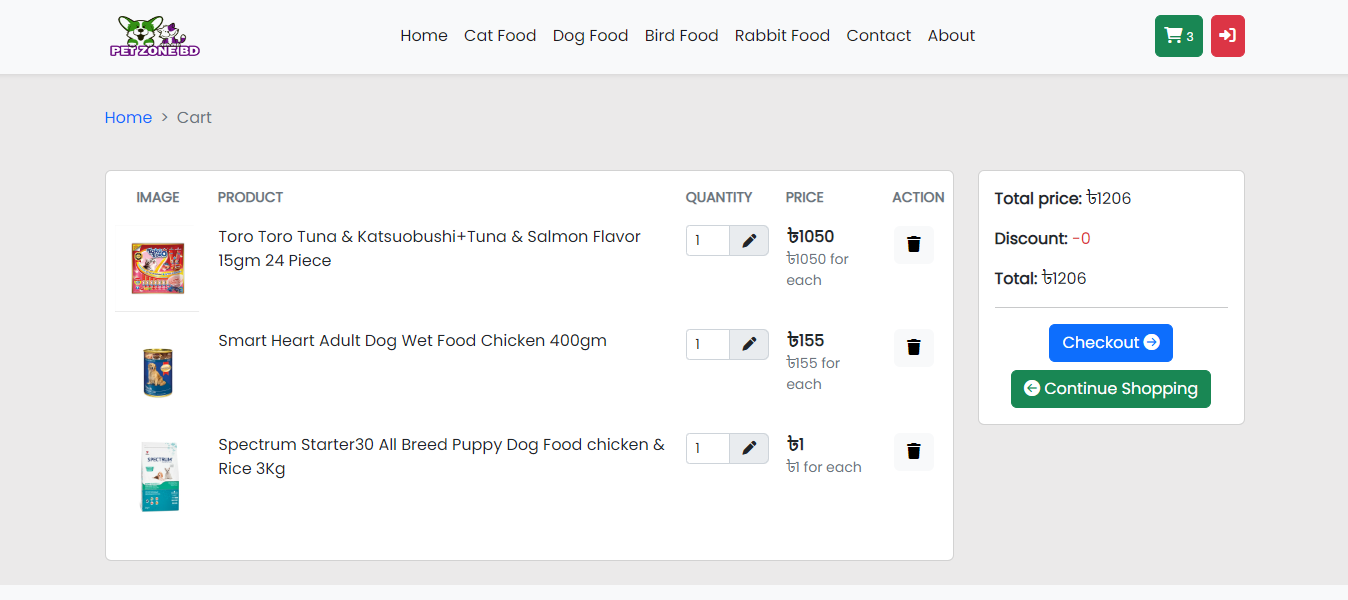 PET ZONE BD
Home Cat Food Dog Food Bird Food Rabbit Food Contact About
3
Home > Cart
IMAGE PRODUCT QUANTITY PRICE ACTION
Toro Toro Tuna & Katsuobushi+Tuna & Salmon Flavor
15gm 24 Piece
1
৳1050
৳1050 for
each
Smart Heart Adult Dog Wet Food Chicken 400gm
1
৳155
৳155 for
each
SPECTRUM
Spectrum Starter30 All Breed Puppy Dog Food chicken &
Rice 3Kg
1
৳1
৳1 for each
Total price: ৳1206
Discount: -0
Total: ৳1206
Checkout
Continue Shopping